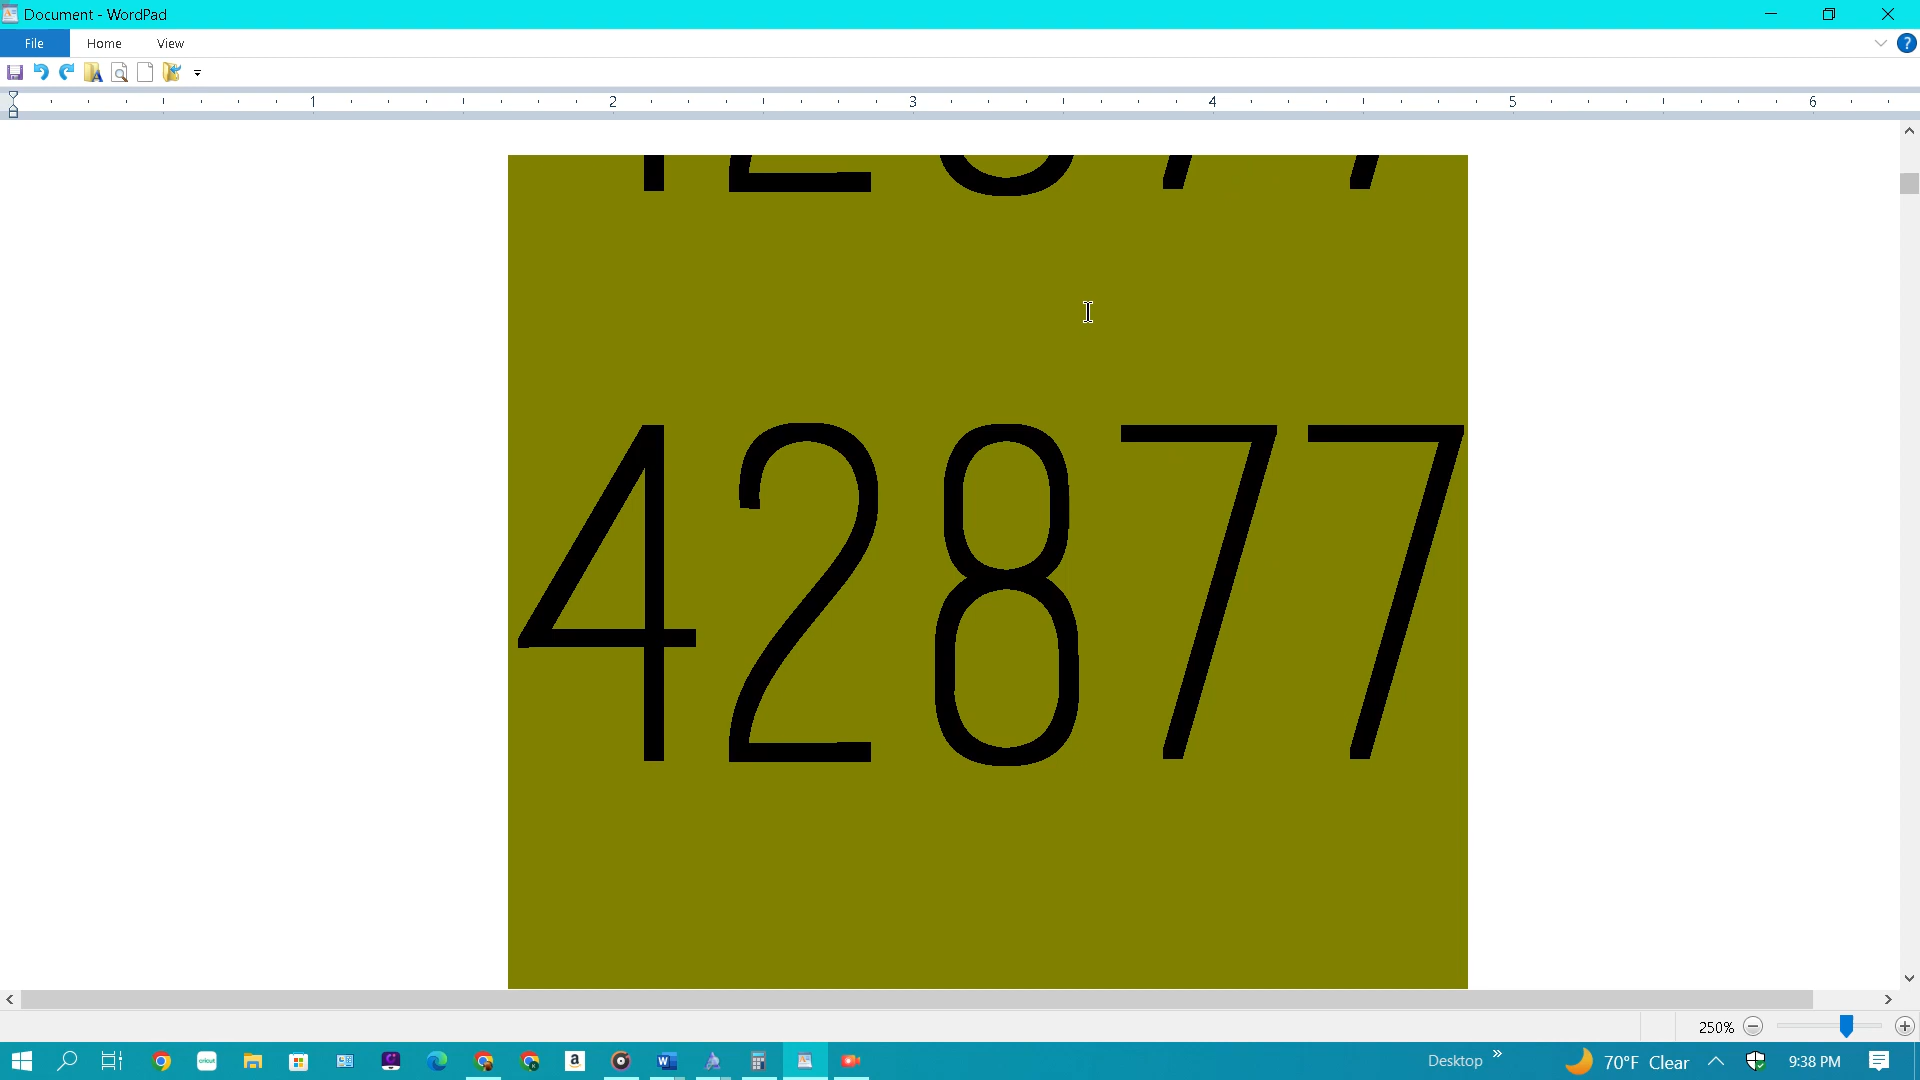 Document - WordPad
File Home View
1 2 3 4 5 6
42877
42877
250%
Desktop » 70°F Clear 9:38 PM